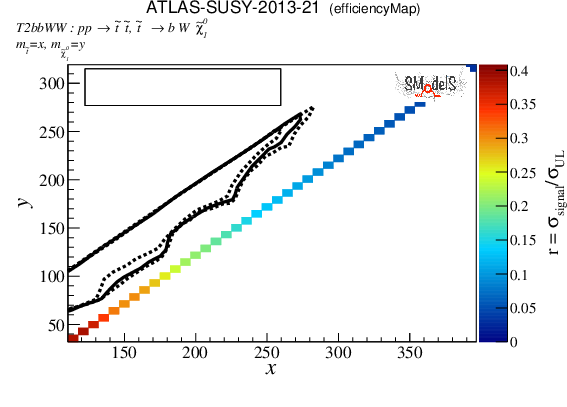 ATLAS-SUSY-2013-21 (efficiencyMap)
T2bbWW : pp → t̃ t̃, t̃ → b W χ̃⁰₁
m_t̃=x, m_χ̃⁰₁=y
SModelS
300
250
200
150
100
50
y
150 200 250 300 350
x
0.4
0.35
0.3
0.25
0.2
0.15
0.1
0.05
0
r = σ_signal/σ_UL